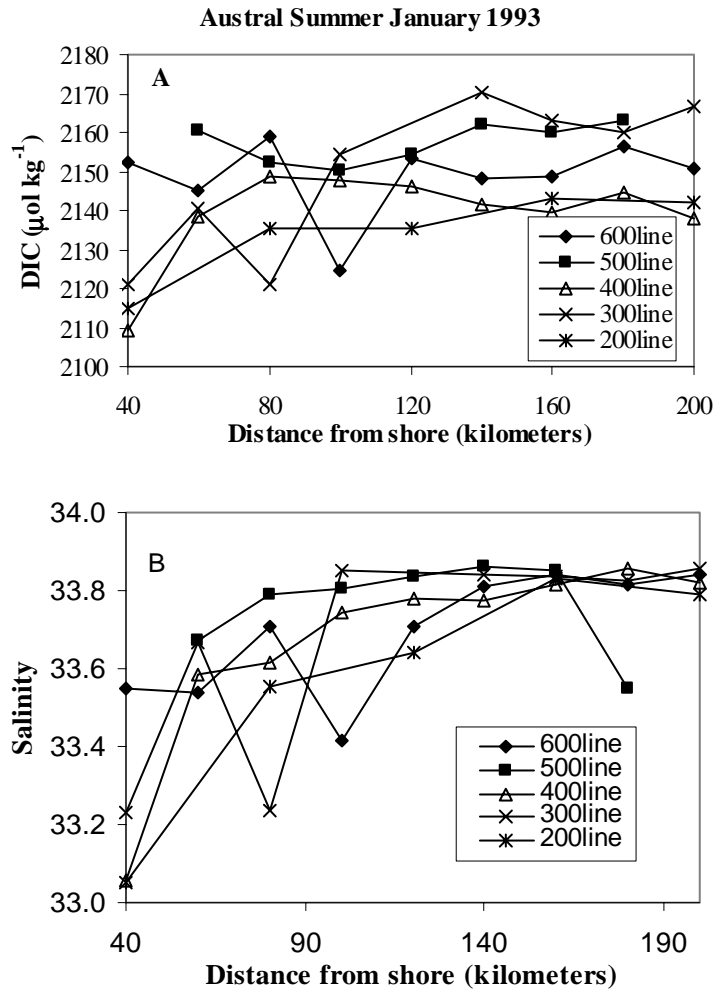 Austral Summer January 1993
A
DIC (μol kg-1)
2180
2170
2160
2150
2140
2130
2120
2110
2100
600line
500line
400line
300line
200line
40 80 120 160 200
Distance from shore (kilometers)
B
Salinity
34.0
33.8
33.6
33.4
33.2
33.0
600line
500line
400line
300line
200line
40 90 140 190
Distance from shore (kilometers)